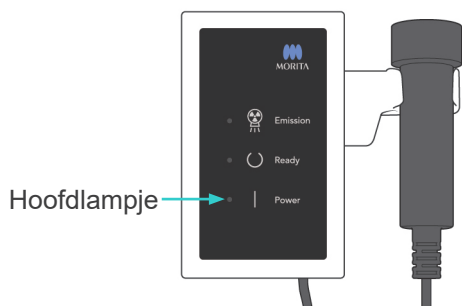 MORITA
Emission
Ready
Hoofdlampje
Power